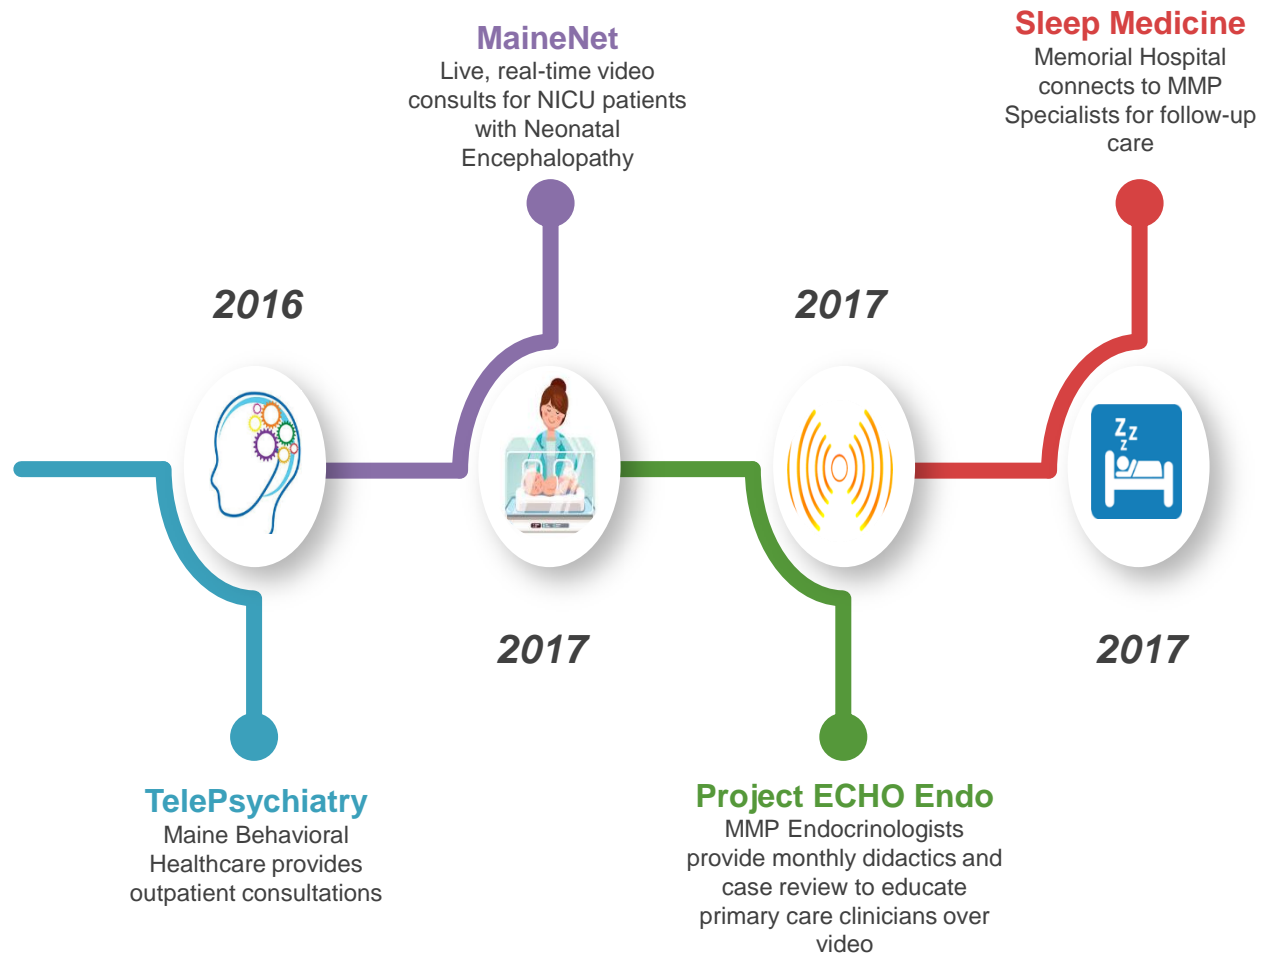 MaineNet
Live, real-time video
consults for NICU patients
with Neonatal
Encephalopathy
Sleep Medicine
Memorial Hospital
connects to MMP
Specialists for follow-up
care
2016
2017
Z
Z
z
2017
2017
TelePsychiatry
Maine Behavioral
Healthcare provides
outpatient consultations
Project ECHO Endo
MMP Endocrinologists
provide monthly didactics and
case review to educate
primary care clinicians over
video